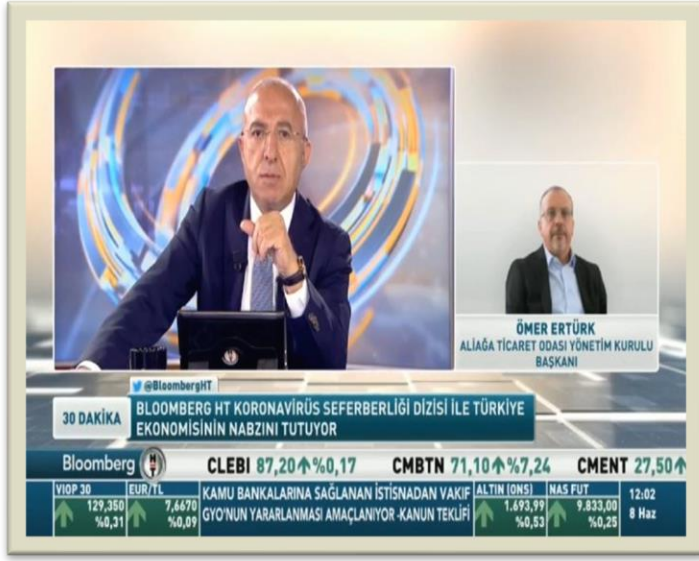 ÖMER ERTÜRK
ALİAĞA TİCARET ODASI YÖNETİM KURULU
BAŞKANI
@BloombergHT
30 DAKİKA
BLOOMBERG HT KORONAVİRÜS SEFERBERLİĞİ DİZİSİ İLE TÜRKİYE
EKONOMİSİNİN NABZINI TUTUYOR
Bloomberg HT
CLEBI 87,20 %0,17 CMBTN 71,10 %7,24 CMENT 27,50
VIOP 30
129,350
%0,31
EUR/TL
7,6670
%0,09
KAMU BANKALARINA SAĞLANAN İSTİSNADAN VAKIF
GYO'NUN YARARLANMASI AMAÇLANIYOR -KANUN TEKLİFİ
ALTIN (ONS)
1.693,99
%0,53
NAS FUT
9.833,00
%0,25
12:02
8 Haz